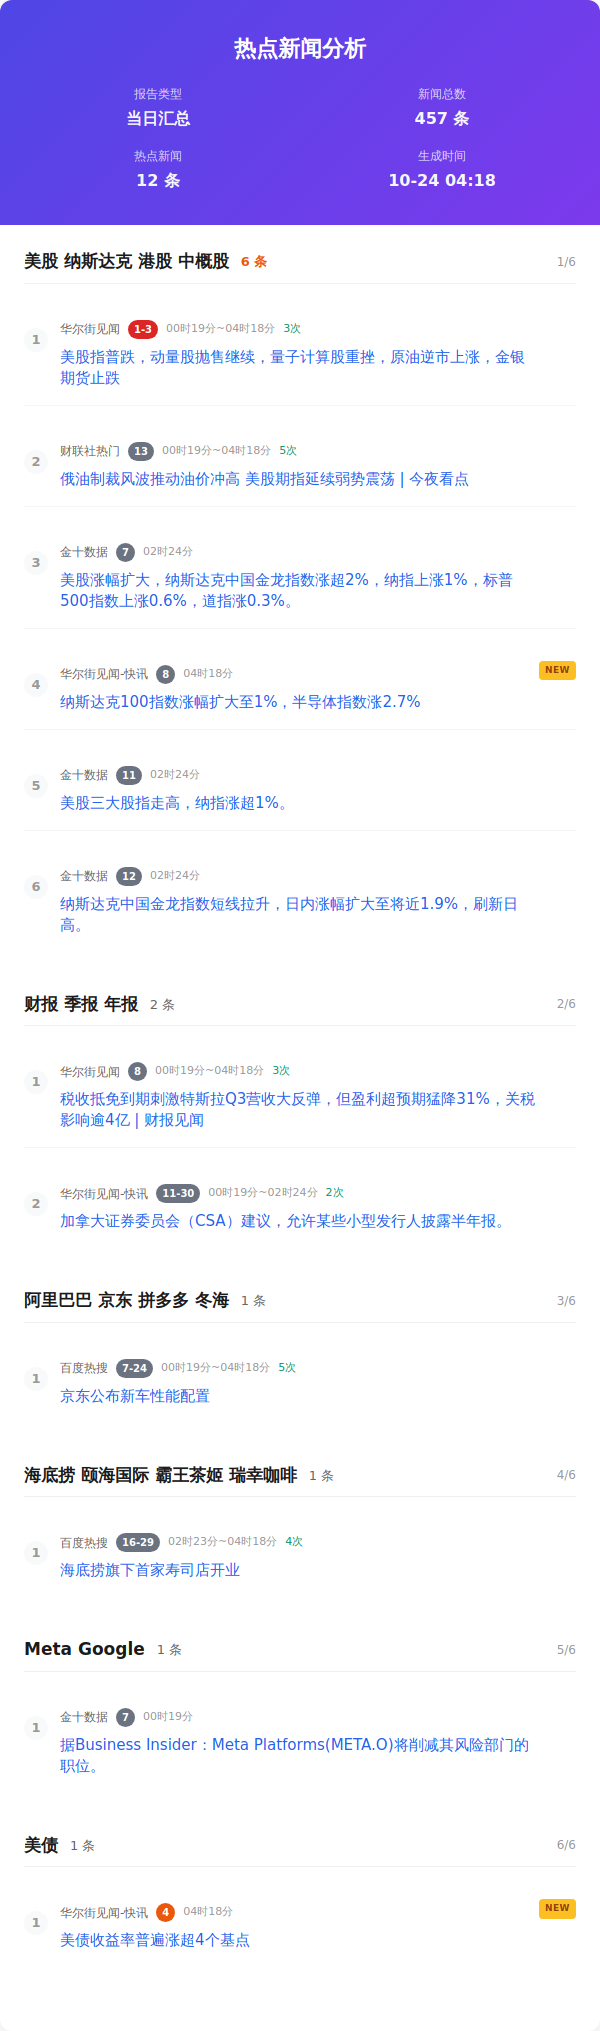 热点新闻分析
报告类型
新闻总数
当日汇总
457 条
热点新闻
生成时间
12 条
10-24 04:18
美股 纳斯达克 港股 中概股 6 条 1/6
1
华尔街见闻 1-3 00时19分~04时18分 3次
美股指普跌，动量股抛售继续，量子计算股重挫，原油逆市上涨，金银
期货止跌
2
财联社热门 13 00时19分~04时18分 5次
俄油制裁风波推动油价冲高 美股期指延续弱势震荡 | 今夜看点
3
金十数据 7 02时24分
美股涨幅扩大，纳斯达克中国金龙指数涨超2%，纳指上涨1%，标普
500指数上涨0.6%，道指涨0.3%。
4
华尔街见闻-快讯 8 04时18分 NEW
纳斯达克100指数涨幅扩大至1%，半导体指数涨2.7%
5
金十数据 11 02时24分
美股三大股指走高，纳指涨超1%。
6
金十数据 12 02时24分
纳斯达克中国金龙指数短线拉升，日内涨幅扩大至将近1.9%，刷新日
高。
财报 季报 年报 2 条 2/6
1
华尔街见闻 8 00时19分~04时18分 3次
税收抵免到期刺激特斯拉Q3营收大反弹，但盈利超预期猛降31%，关税
影响逾4亿 | 财报见闻
2
华尔街见闻-快讯 11-30 00时19分~02时24分 2次
加拿大证券委员会（CSA）建议，允许某些小型发行人披露半年报。
阿里巴巴 京东 拼多多 冬海 1 条 3/6
1
百度热搜 7-24 00时19分~04时18分 5次
京东公布新车性能配置
海底捞 颐海国际 霸王茶姬 瑞幸咖啡 1 条 4/6
1
百度热搜 16-29 02时23分~04时18分 4次
海底捞旗下首家寿司店开业
Meta Google 1 条 5/6
1
金十数据 7 00时19分
据Business Insider：Meta Platforms(META.O)将削减其风险部门的
职位。
美债 1 条 6/6
1
华尔街见闻-快讯 4 04时18分 NEW
美债收益率普遍涨超4个基点